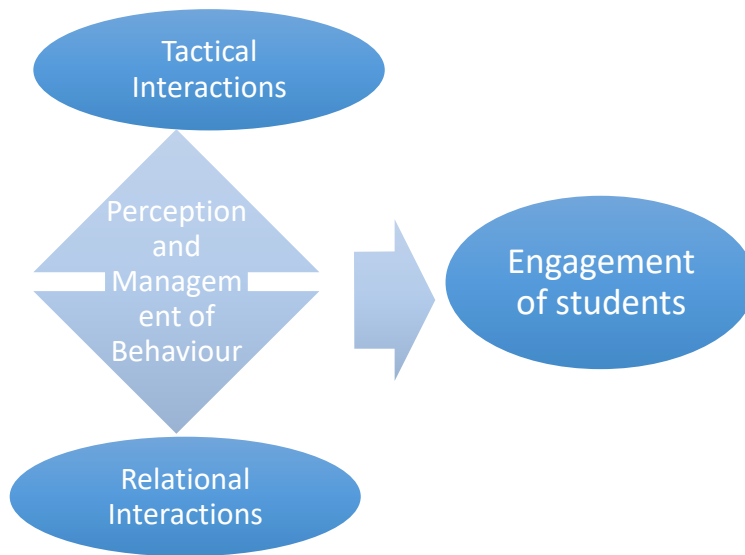 Tactical
Interactions
Perception
and
Managem
ent of
Behaviour
Engagement
of students
Relational
Interactions